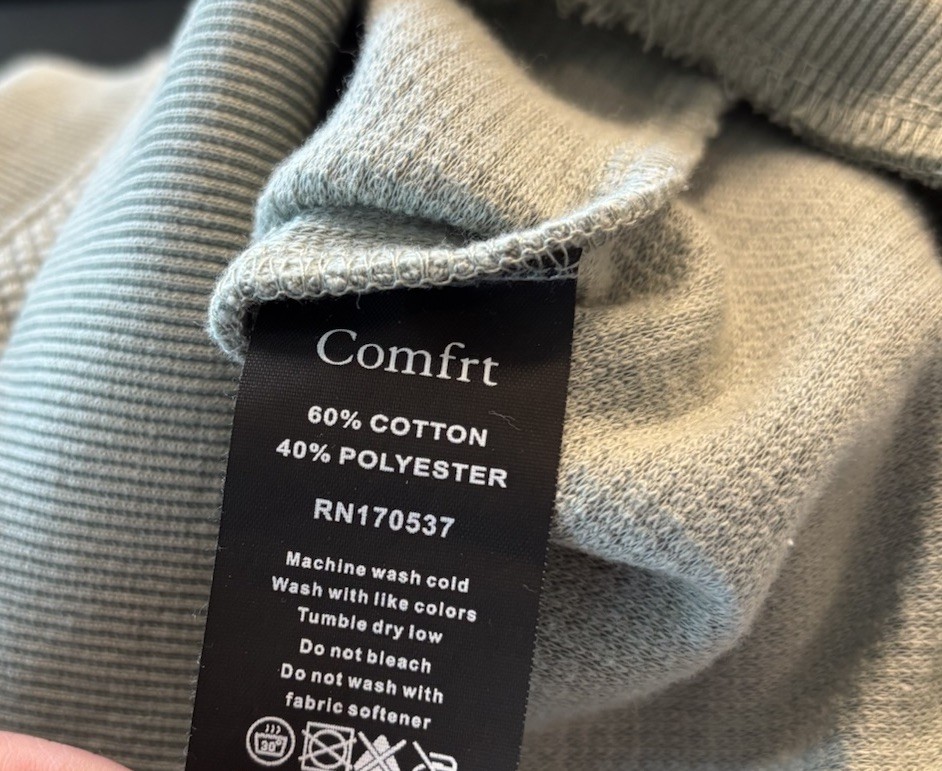 Comfrt
60% COTTON
40% POLYESTER
RN170537
Machine wash cold
Wash with like colors
Tumble dry low
Do not bleach
Do not wash with
fabric softener
30°